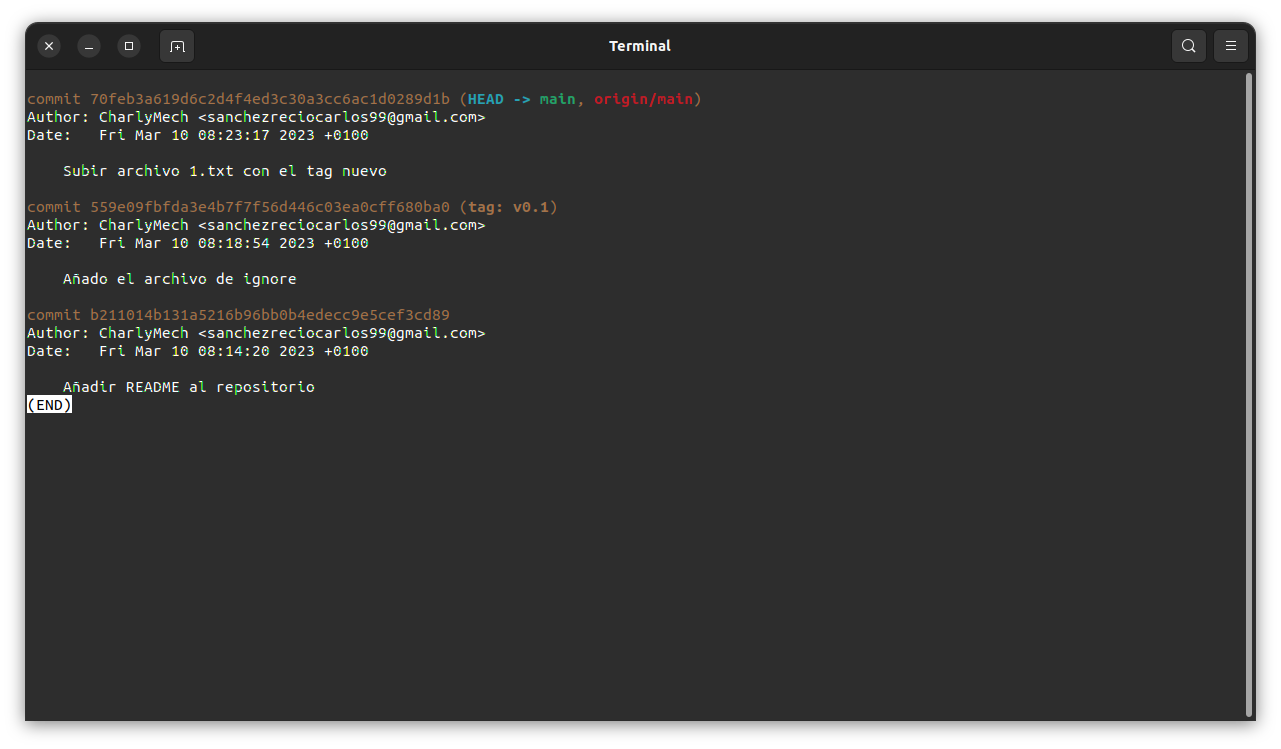 Terminal
commit 70feb3a619d6c2d4f4ed3c30a3cc6ac1d0289d1b (HEAD -> main, origin/main)
Author: CharlyMech <sanchezreciocarlos99@gmail.com>
Date:   Fri Mar 10 08:23:17 2023 +0100
    Subir archivo 1.txt con el tag nuevo
commit 559e09fbfda3e4b7f7f56d446c03ea0cff680ba0 (tag: v0.1)
Author: CharlyMech <sanchezreciocarlos99@gmail.com>
Date:   Fri Mar 10 08:18:54 2023 +0100
    Añado el archivo de ignore
commit b211014b131a5216b96bb0b4edecc9e5cef3cd89
Author: CharlyMech <sanchezreciocarlos99@gmail.com>
Date:   Fri Mar 10 08:14:20 2023 +0100
    Añadir README al repositorio
(END)